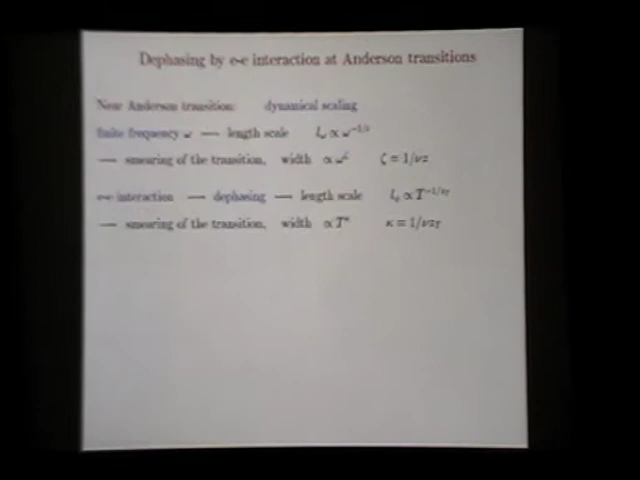 Dephasing by e-e interaction at Anderson transitions
Near Anderson transition: dynamical scaling
finite frequency ω — length scale L_ω ∝ ω^{-1/z}
— smearing of the transition, width ∝ ω^ζ ζ = 1/νz
e-e interaction — dephasing — length scale L_φ ∝ T^{-1/z_T}
— smearing of the transition, width ∝ T^κ κ = 1/νz_T